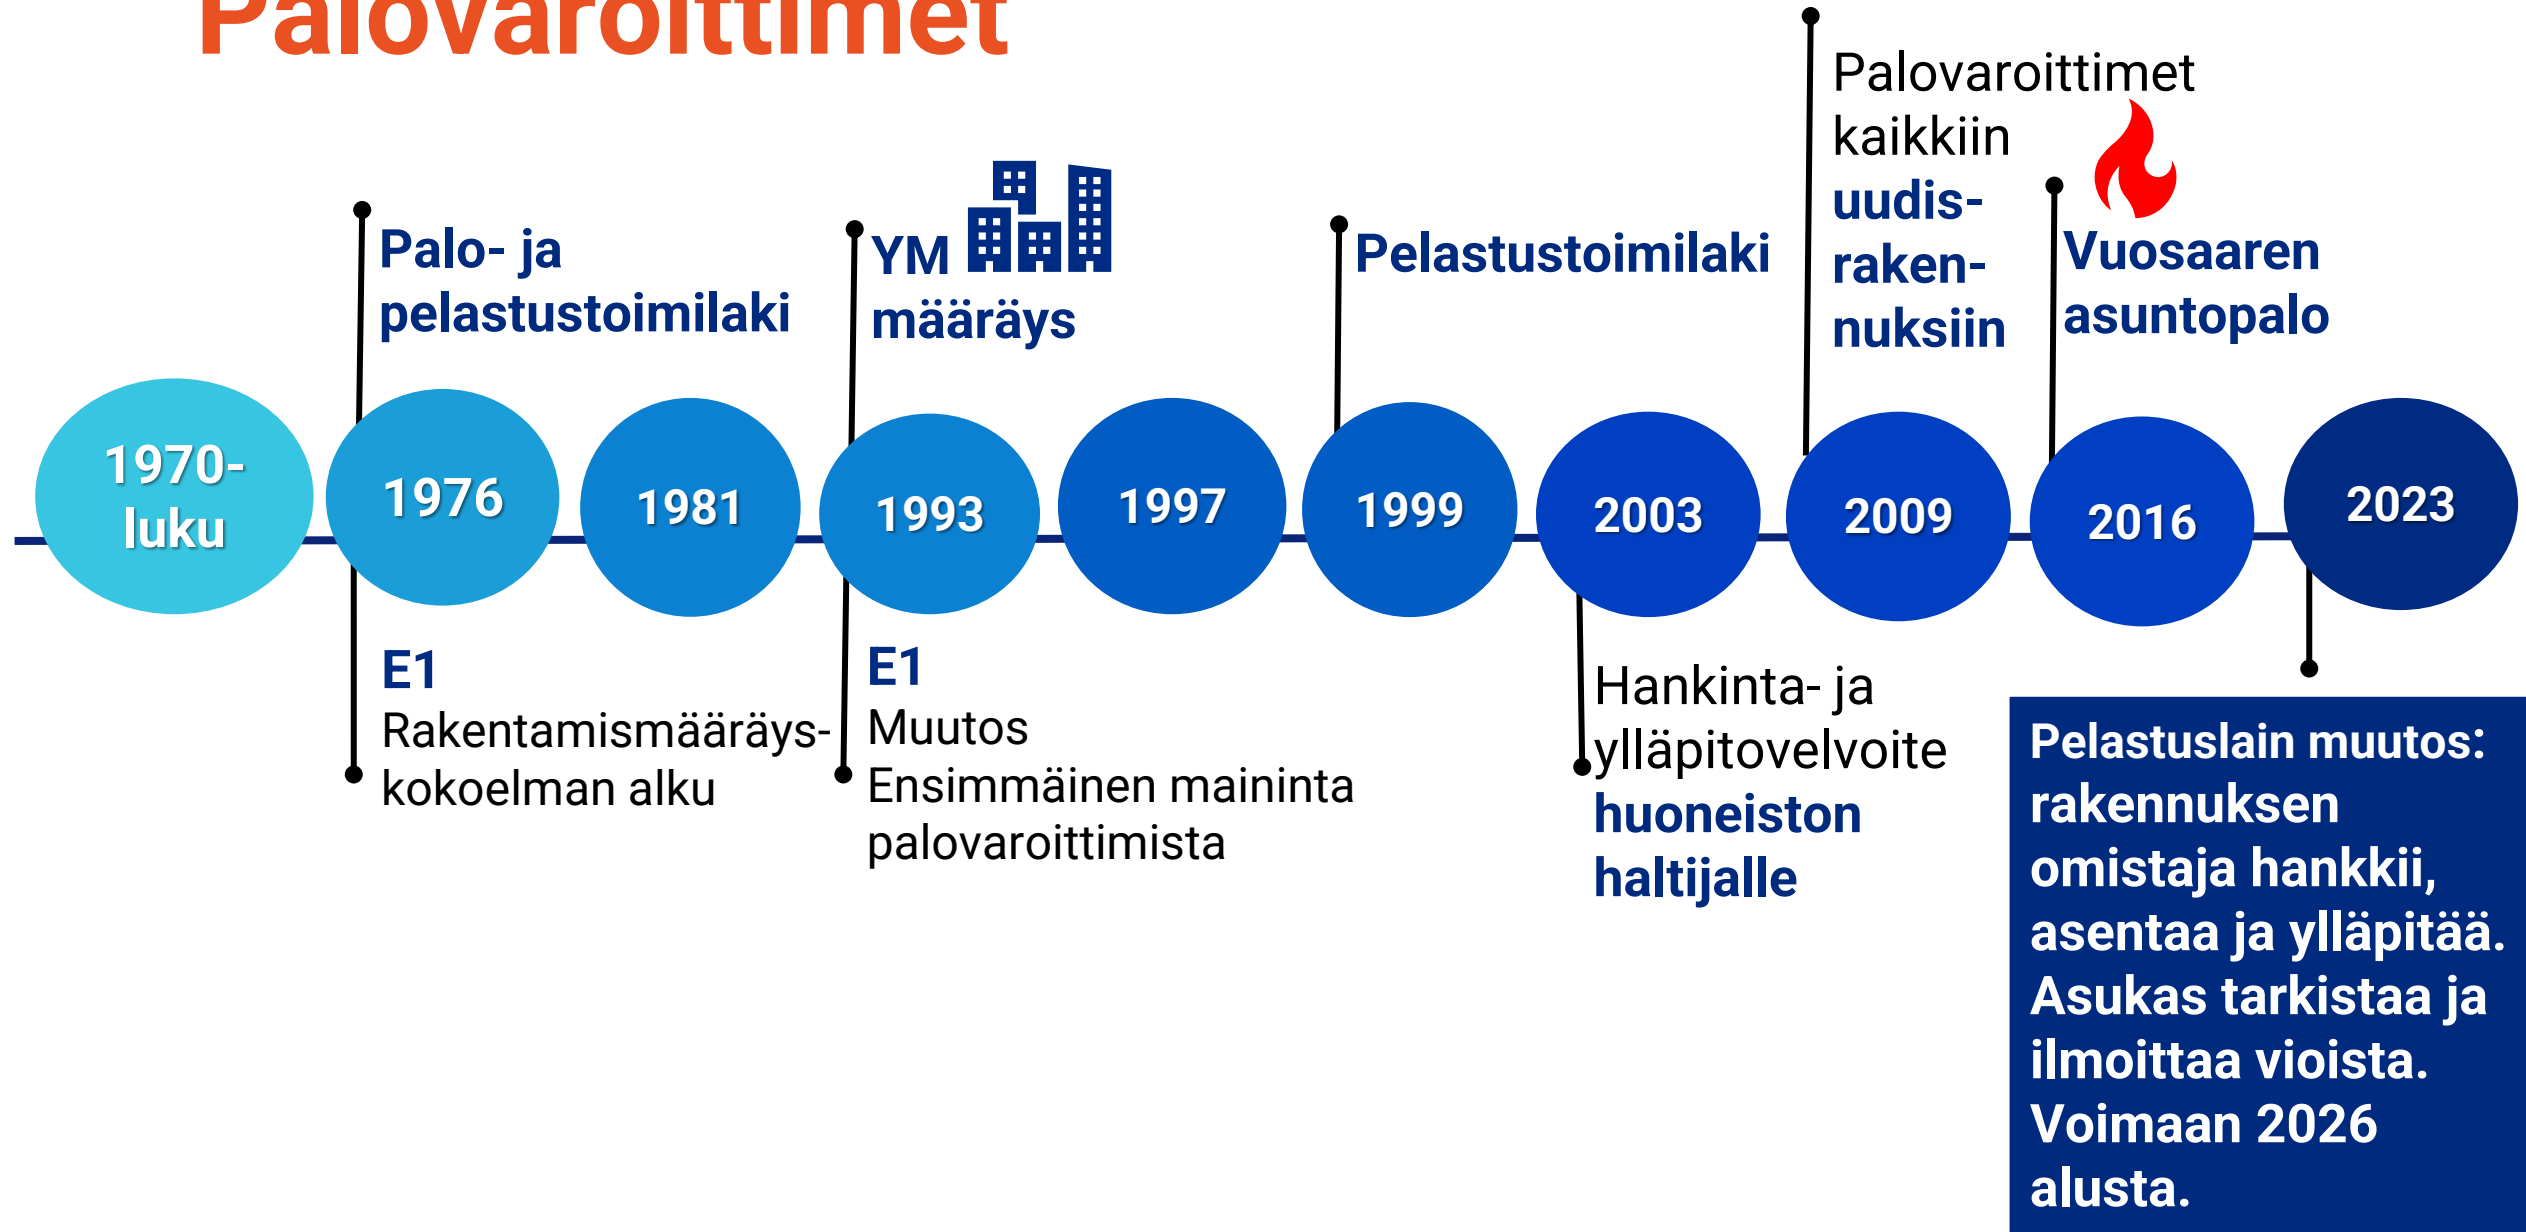 Palovaroittimet
Palo- ja
pelastustoimilaki
YM
määräys
Pelastustoimilaki
Palovaroittimet
kaikkiin
uudis-
raken-
nuksiin
Vuosaaren
asuntopalo
1970-
luku
1976
1981
1993
1997
1999
2003
2009
2016
2023
E1
Rakentamismääräys-
kokoelman alku
E1
Muutos
Ensimmäinen maininta
palovaroittimista
Hankinta- ja
ylläpitovelvoite
huoneiston
haltijalle
Pelastuslain muutos:
rakennuksen
omistaja hankkii,
asentaa ja ylläpitää.
Asukas tarkistaa ja
ilmoittaa vioista.
Voimaan 2026
alusta.